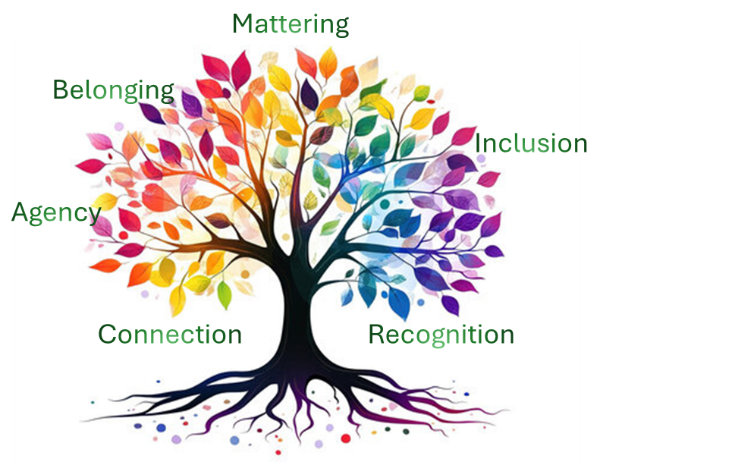 Mattering
Belonging
Inclusion
Agency
Connection
Recognition